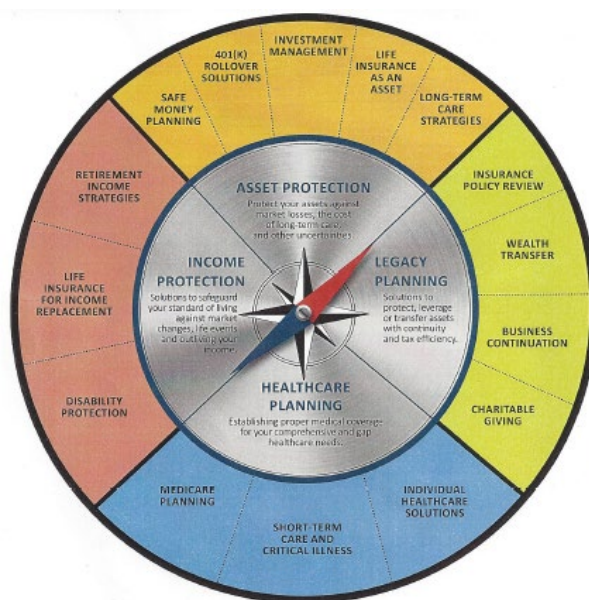 INVESTMENT
MANAGEMENT
401(K)
ROLLOVER
SOLUTIONS
LIFE
INSURANCE
AS AN
ASSET
SAFE
MONEY
PLANNING
LONG-TERM
CARE
STRATEGIES
RETIREMENT
INCOME
STRATEGIES
INSURANCE
POLICY REVIEW
ASSET PROTECTION
Protect your assets against
market losses, the cost
of long-term care,
and other uncertainties.
LIFE
INSURANCE
FOR INCOME
REPLACEMENT
WEALTH
TRANSFER
INCOME
PROTECTION
Solutions to safeguard
your standard of living
against market
changes, life events
and outliving your
income.
LEGACY
PLANNING
Solutions to
protect, leverage
or transfer assets
with continuity
and tax efficiency.
BUSINESS
CONTINUATION
DISABILITY
PROTECTION
HEALTHCARE
PLANNING
Establishing proper medical coverage
for your comprehensive and gap
healthcare needs.
CHARITABLE
GIVING
MEDICARE
PLANNING
SHORT-TERM
CARE AND
CRITICAL ILLNESS
INDIVIDUAL
HEALTHCARE
SOLUTIONS